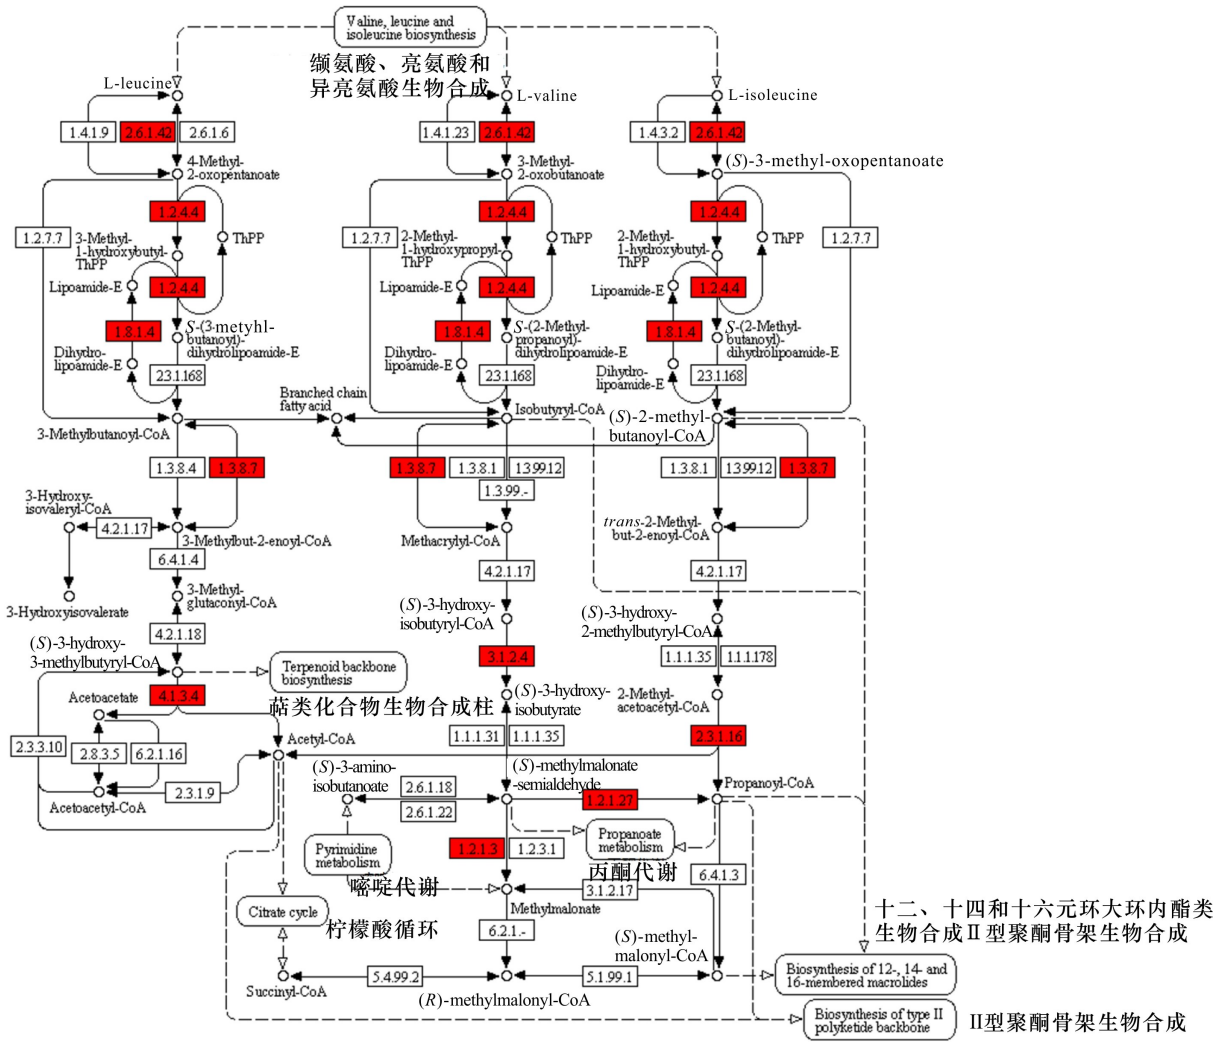 Valine, leucine and
isoleucine biosynthesis
缬氨酸、亮氨酸和
异亮氨酸生物合成
L-leucine
L-valine
L-isoleucine
1.4.1.9
2.6.1.42
2.6.1.6
1.4.1.23
2.6.1.42
1.4.3.2
2.6.1.42
4-Methyl-
2-oxopentanoate
3-Methyl-
2-oxobutanoate
(S)-3-methyl-oxopentanoate
1.2.4.4
1.2.4.4
1.2.4.4
1.2.7.7
3-Methyl-
1-hydroxybutyl-
ThPP
ThPP
1.2.7.7
2-Methyl-
1-hydroxypropyl-
ThPP
ThPP
2-Methyl-
1-hydroxybutyl-
ThPP
ThPP
1.2.7.7
Lipoamide-E
1.2.4.4
Lipoamide-E
1.2.4.4
Lipoamide-E
1.2.4.4
1.8.1.4
S-(3-metyhl-
butanoyl)-
dihydrolipoamide-E
1.8.1.4
S-(2-Methyl-
propanoyl)-
dihydrolipoamide-E
1.8.1.4
S-(2-Methyl-
butanoyl)-
dihydrolipoamide-E
Dihydro-
lipoamide-E
2.3.1.168
Dihydro-
lipoamide-E
2.3.1.168
Dihydro-
lipoamide-E
2.3.1.168
Branched chain
fatty acid
3-Methylbutanoyl-CoA
Isobutyryl-CoA
(S)-2-methyl-
butanoyl-CoA
1.3.8.4
1.3.8.7
1.3.8.7
1.3.8.1
1.3.99.12
1.3.99.-
1.3.8.1
1.3.99.12
1.3.8.7
3-Hydroxy-
isovaleryl-CoA
4.2.1.17
3-Methylbut-2-enoyl-CoA
Methacrylyl-CoA
trans-2-Methyl-
but-2-enoyl-CoA
6.4.1.4
4.2.1.17
4.2.1.17
3-Hydroxyisovalerate
3-Methyl-
glutaconyl-CoA
(S)-3-hydroxy-
isobutyryl-CoA
(S)-3-hydroxy-
2-methylbutyryl-CoA
4.2.1.18
(S)-3-hydroxy-
3-methylbutyryl-CoA
3.1.2.4
1.1.1.35
1.1.1.178
Terpenoid backbone
biosynthesis
萜类化合物生物合成柱
4.1.3.4
Acetoacetate
(S)-3-hydroxy-
isobutyrate
2-Methyl-
acetoacetyl-CoA
2.3.3.10
2.8.3.5
6.2.1.16
Acetyl-CoA
1.1.1.31
1.1.1.35
2.3.1.16
2.3.1.9
Acetoacetyl-CoA
(S)-3-amino-
isobutanoate
2.6.1.18
2.6.1.22
(S)-methylmalonate
-semialdehyde
1.2.1.27
Propanoyl-CoA
Pyrimidine
metabolism
嘧啶代谢
1.2.1.3
1.2.3.1
Propanoate
metabolism
丙酮代谢
6.4.1.3
3.1.2.17
Methylmalonate
Citrate cycle
柠檬酸循环
6.2.1.-
(S)-methyl-
malonyl-CoA
十二、十四和十六元环大环内酯类
生物合成Ⅱ型聚酮骨架生物合成
Succinyl-CoA
5.4.99.2
(R)-methylmalonyl-CoA
5.1.99.1
Biosynthesis of 12-, 14- and
16-membered macrolides
Biosynthesis of type II
polyketide backbone
Ⅱ型聚酮骨架生物合成